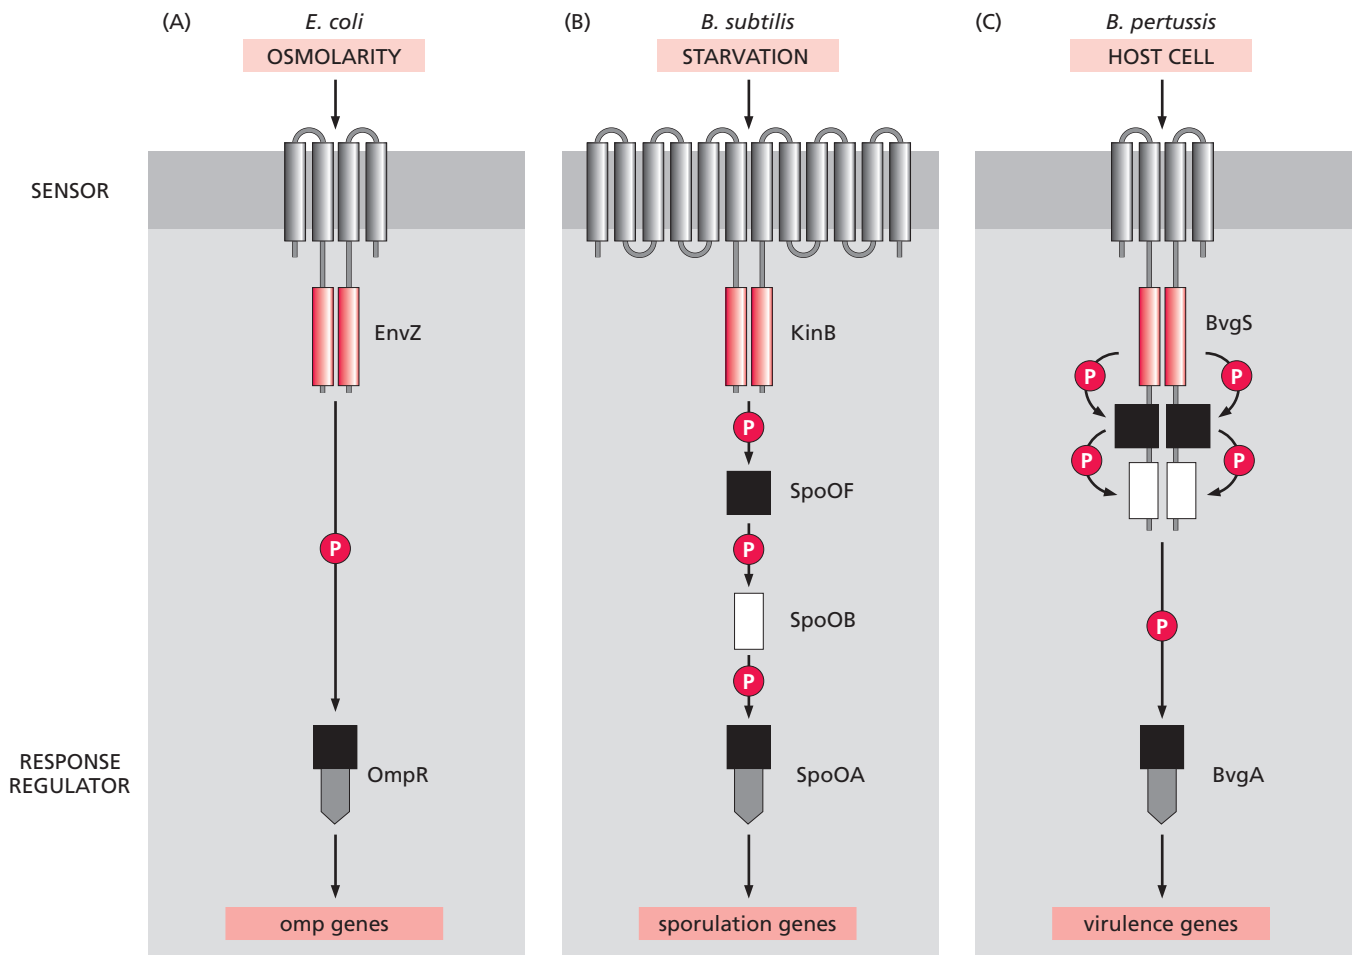 (A)
E. coli
OSMOLARITY
(B)
B. subtilis
STARVATION
(C)
B. pertussis
HOST CELL
SENSOR
EnvZ
KinB
BvgS
P
P
P
P
P
SpoOF
P
P
P
SpoOB
P
P
RESPONSE
REGULATOR
OmpR
SpoOA
BvgA
omp genes
sporulation genes
virulence genes